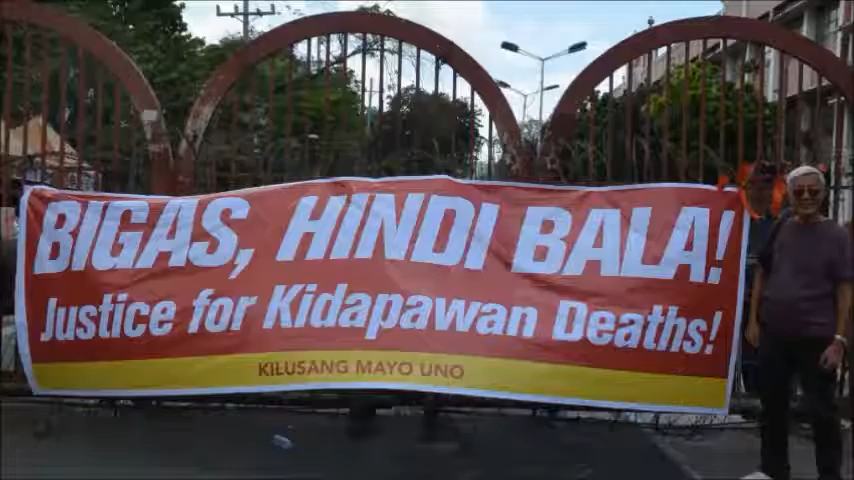 BIGAS, HINDI BALA!
Justice for Kidapawan Deaths!
KILUSANG MAYO UNO